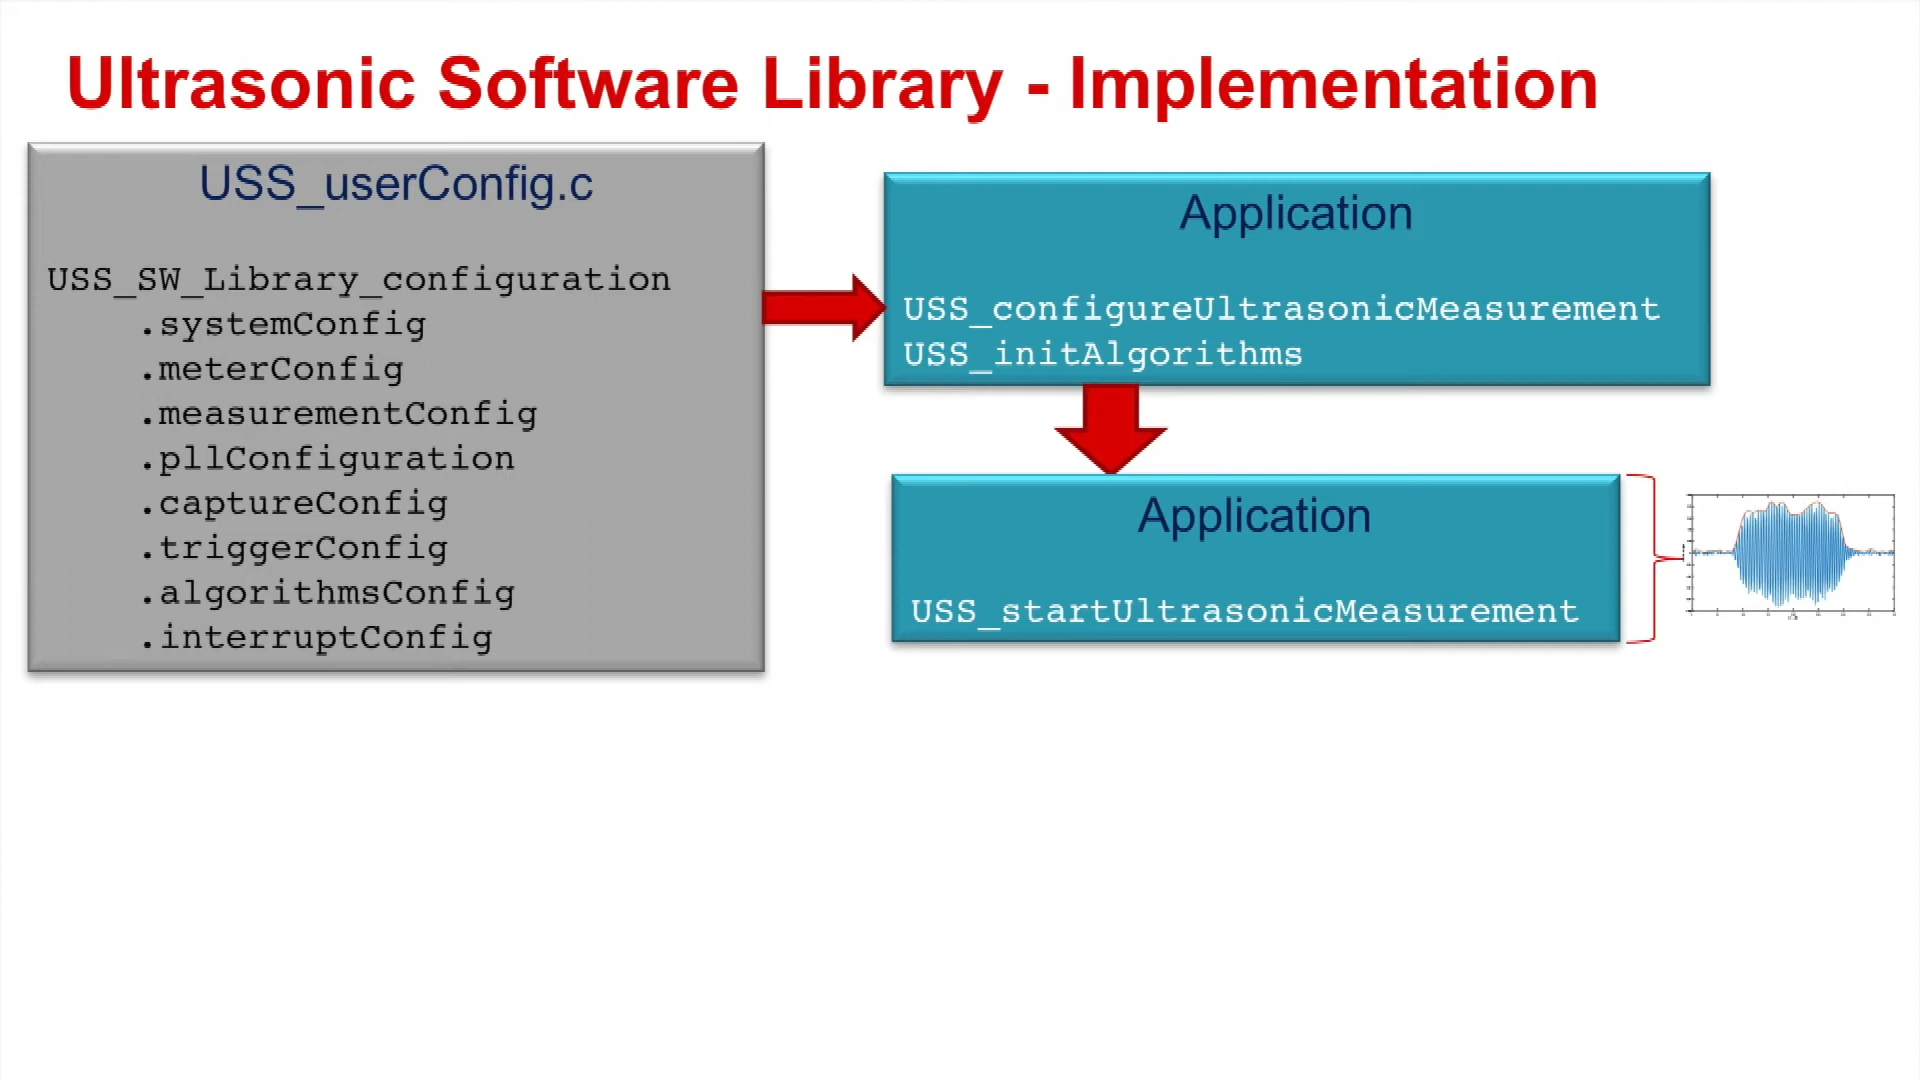 Ultrasonic Software Library - Implementation
USS_userConfig.c
USS_SW_Library_configuration
.systemConfig
.meterConfig
.measurementConfig
.pllConfiguration
.captureConfig
.triggerConfig
.algorithmsConfig
.interruptConfig
Application
USS_configureUltrasonicMeasurement
USS_initAlgorithms
Application
USS_startUltrasonicMeasurement